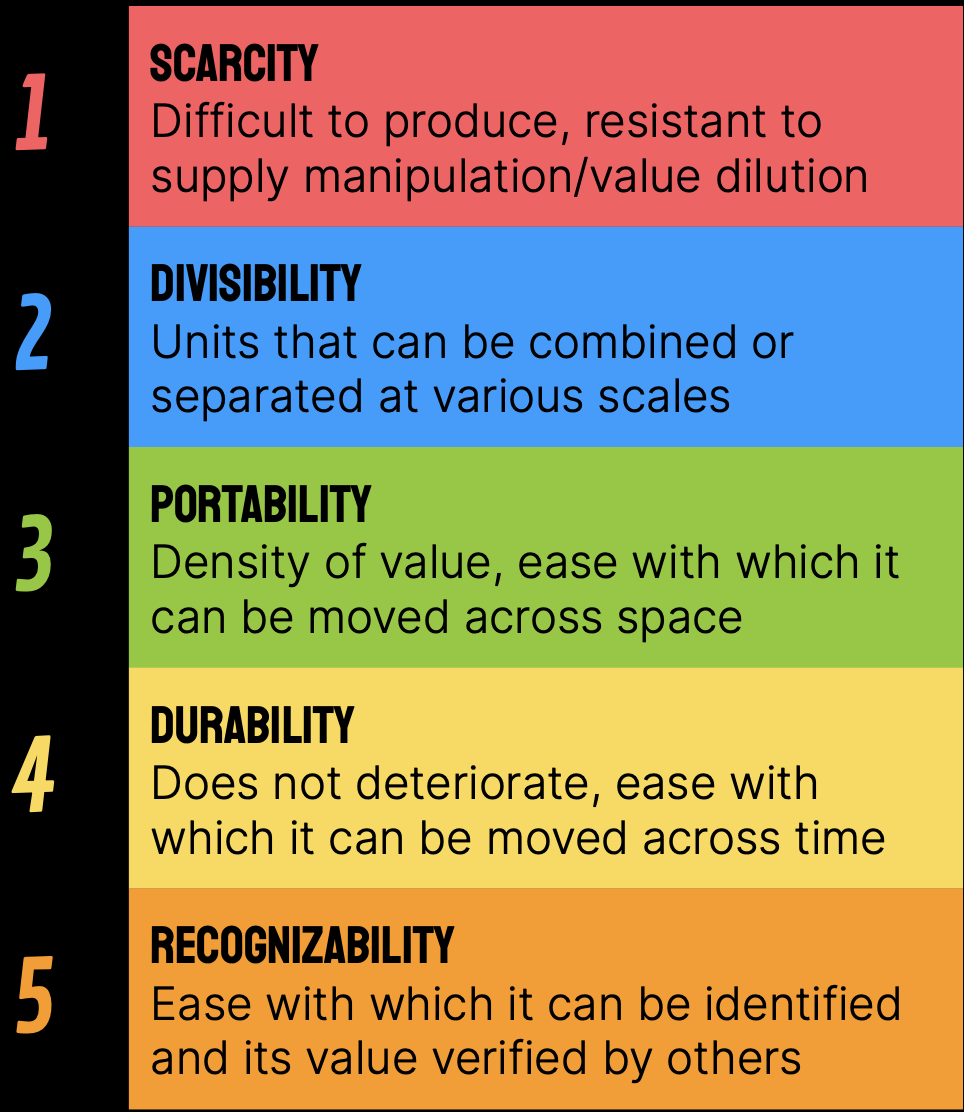 1
SCARCITY
Difficult to produce, resistant to
supply manipulation/value dilution
2
DIVISIBILITY
Units that can be combined or
separated at various scales
3
PORTABILITY
Density of value, ease with which it
can be moved across space
4
DURABILITY
Does not deteriorate, ease with
which it can be moved across time
5
RECOGNIZABILITY
Ease with which it can be identified
and its value verified by others